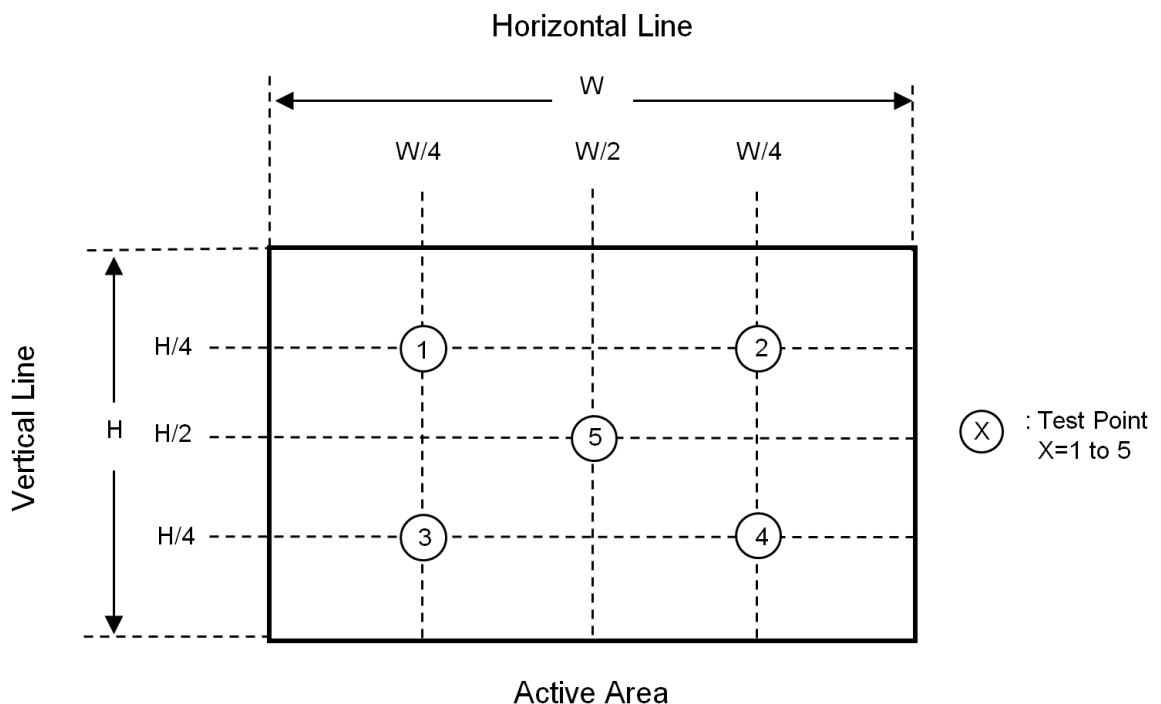 Horizontal Line
W
W/4 W/2 W/4
Vertical Line
H
H/4
H/2
H/4
1 2
5
3 4
X : Test Point
X=1 to 5
Active Area